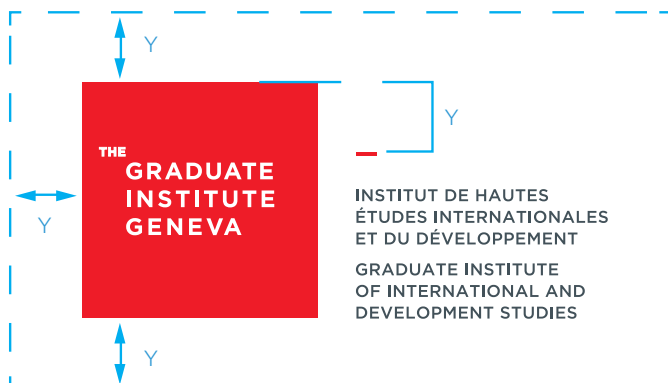 Y
Y
THE
GRADUATE
INSTITUTE
GENEVA
Y
INSTITUT DE HAUTES
ÉTUDES INTERNATIONALES
ET DU DÉVELOPPEMENT
GRADUATE INSTITUTE
OF INTERNATIONAL AND
DEVELOPMENT STUDIES
Y